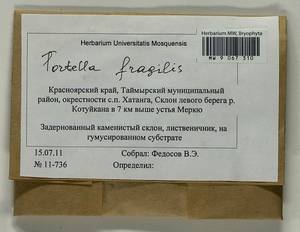 Herbarium MW, Bryophyta
MW 9 067 310
Herbarium Universitatis Mosquensis
Tortella fragilis
Красноярский край, Таймырский муниципальный
район, окрестности с.п. Хатанга, Склон левого берега р.
Котуйкана в 7 км выше устья Меркю
Задернованный каменистый склон, лиственичник, на
гумусированном субстрате
15.07.11 Собрал: Федосов В.Э.
№ 11-736 Определил: